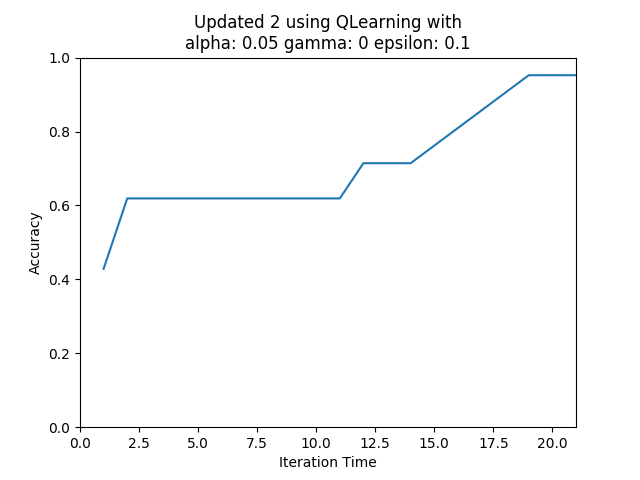 Updated 2 using QLearning with
alpha: 0.05 gamma: 0 epsilon: 0.1
1.0
0.8
0.6
0.4
0.2
0.0
Accuracy
0.0 2.5 5.0 7.5 10.0 12.5 15.0 17.5 20.0
Iteration Time